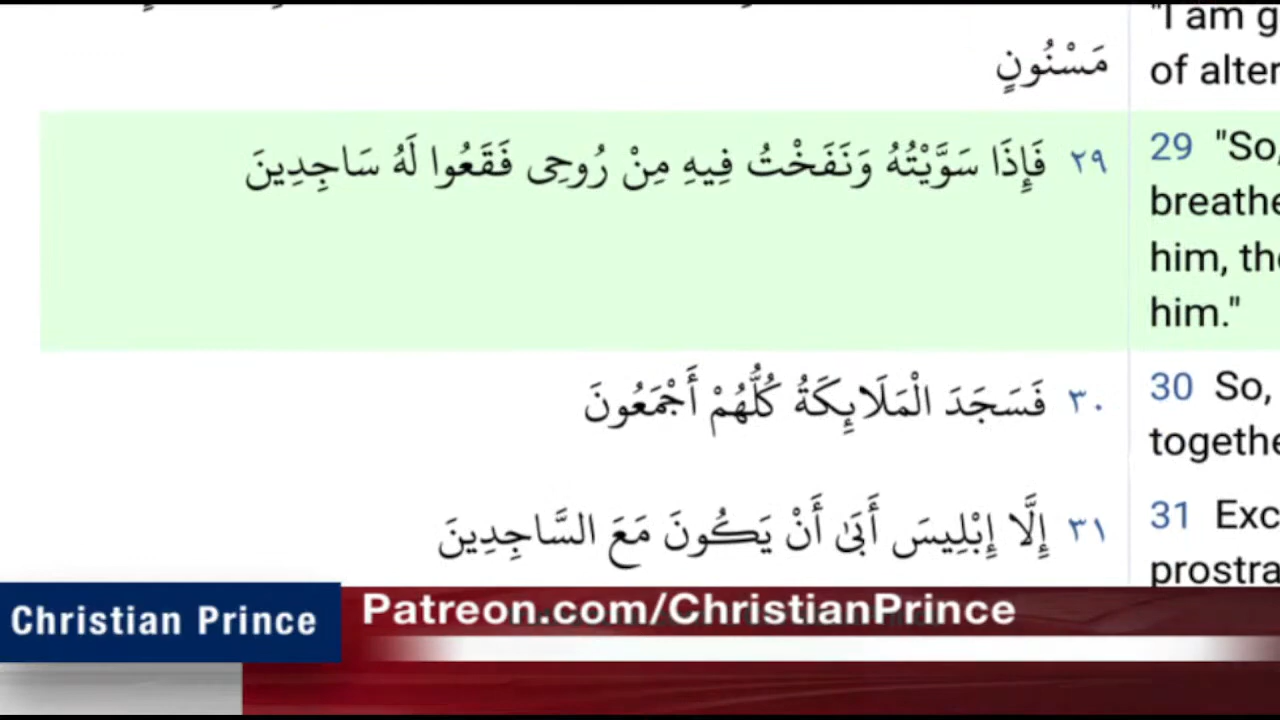 مَسْنُونٍ
٢٩ فَإِذَا سَوَّيْتُهُ وَنَفَخْتُ فِيهِ مِنْ رُوحِى فَقَعُوا لَهُ سَاجِدِينَ
٣٠ فَسَجَدَ الْمَلَايِٕكَةُ كُلُّهُمْ أَجْمَعُونَ
٣١ إِلَّا إِبْلِيسَ أَبَىٰ أَنْ يَكُونَ مَعَ السَّاجِدِينَ
"I am g
of alter
29 "So,
breathe
him, the
him."
30 So,
togethe
31 Exc
prostra
Christian Prince
Patreon.com/ChristianPrince